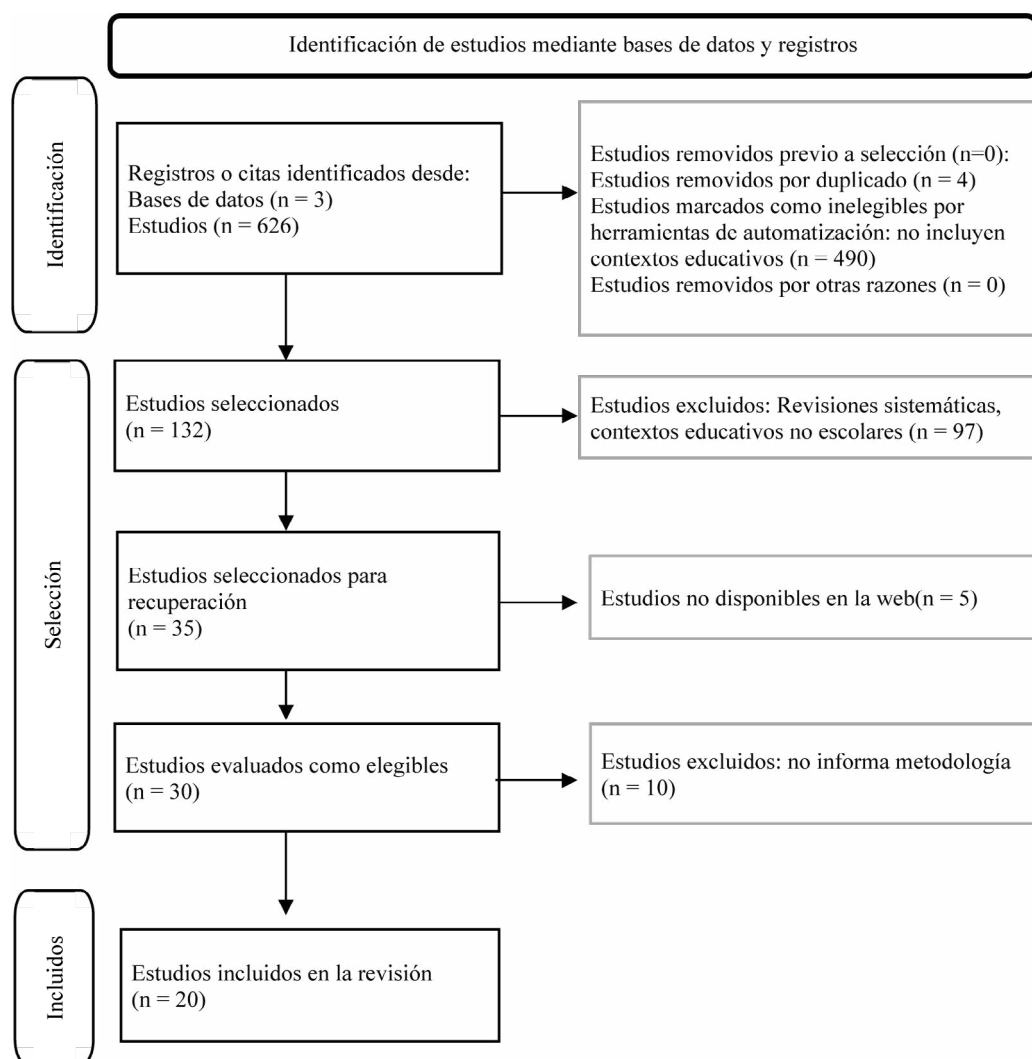 Identificación de estudios mediante bases de datos y registros
Identificación
Registros o citas identificados desde:
Bases de datos (n = 3)
Estudios (n = 626)
Estudios removidos previo a selección (n=0):
Estudios removidos por duplicado (n = 4)
Estudios marcados como inelegibles por
herramientas de automatización: no incluyen
contextos educativos (n = 490)
Estudios removidos por otras razones (n = 0)
Selección
Estudios seleccionados
(n = 132)
Estudios excluidos: Revisiones sistemáticas,
contextos educativos no escolares (n = 97)
Estudios seleccionados para
recuperación
(n = 35)
Estudios no disponibles en la web(n = 5)
Estudios evaluados como elegibles
(n = 30)
Estudios excluidos: no informa metodología
(n = 10)
Incluidos
Estudios incluidos en la revisión
(n = 20)